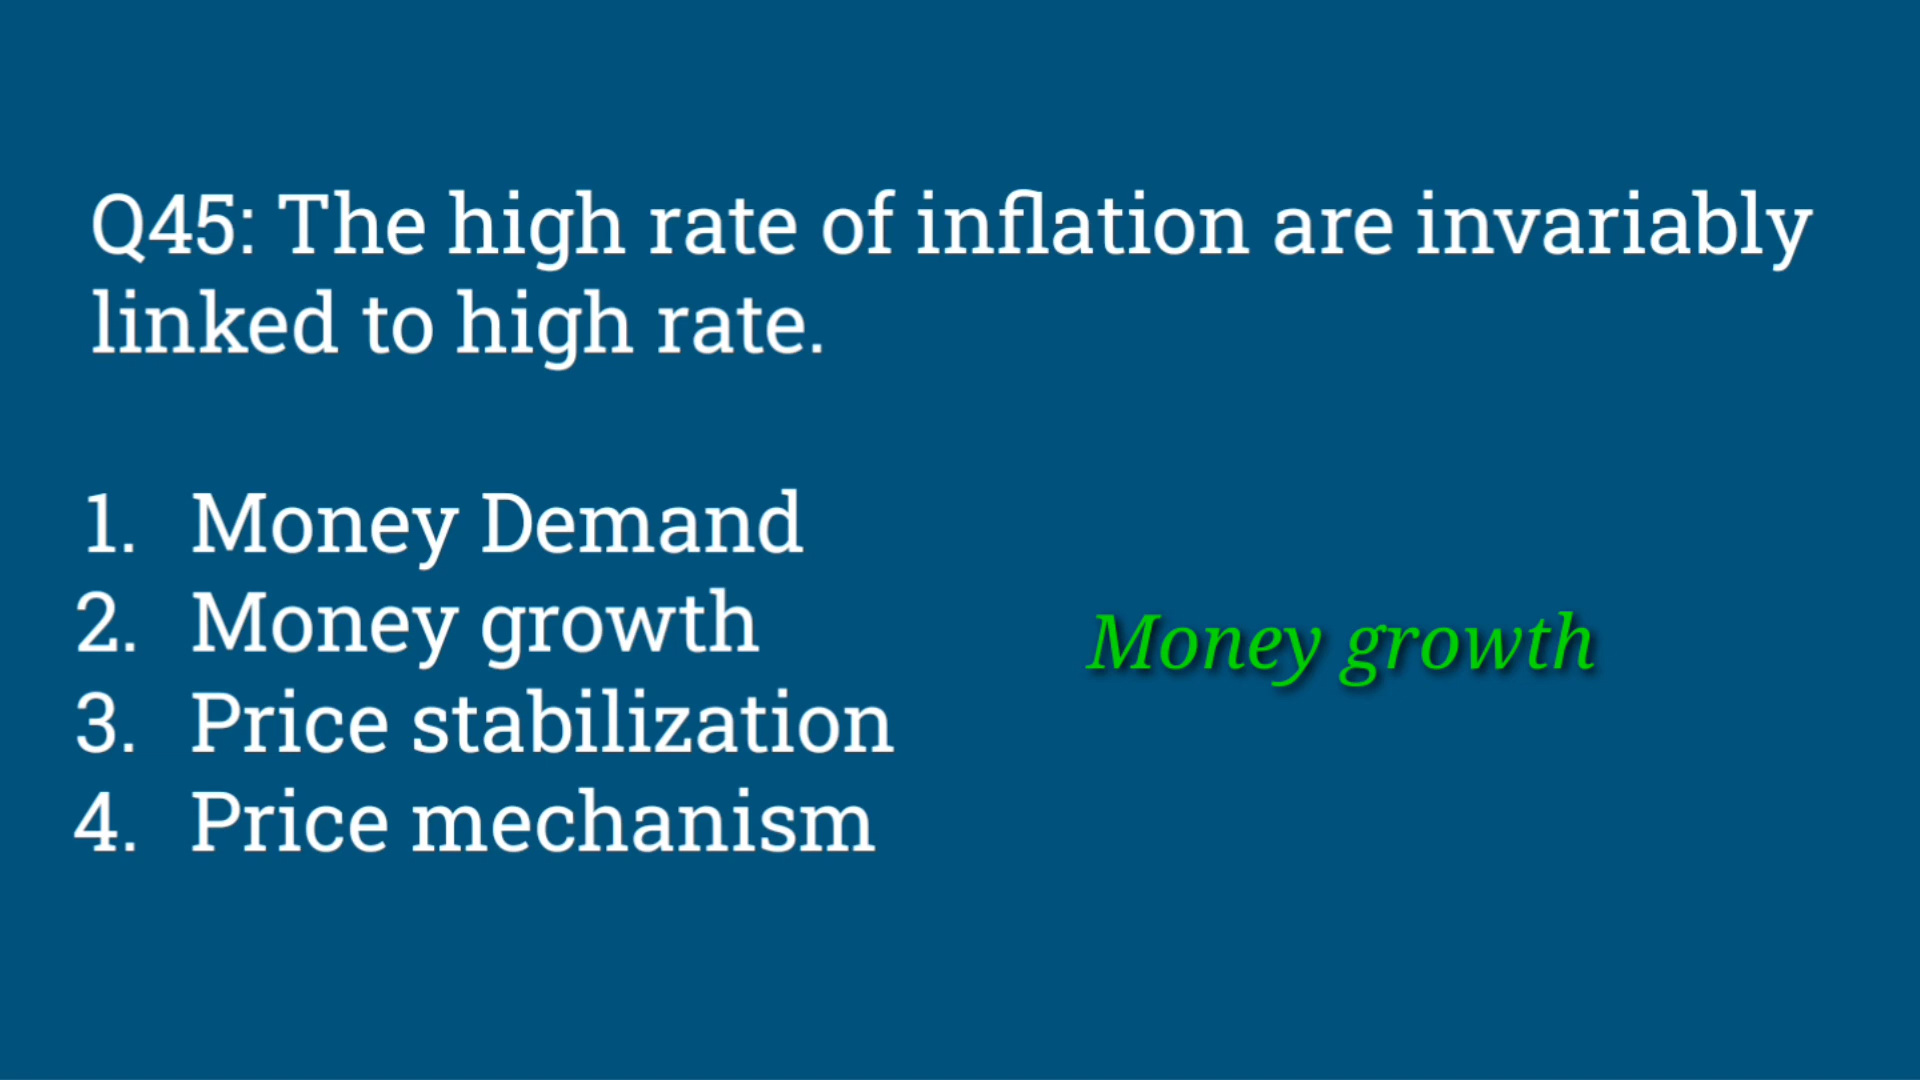 Q45: The high rate of inflation are invariably
linked to high rate.
1. Money Demand
2. Money growth
Money growth
3. Price stabilization
4. Price mechanism